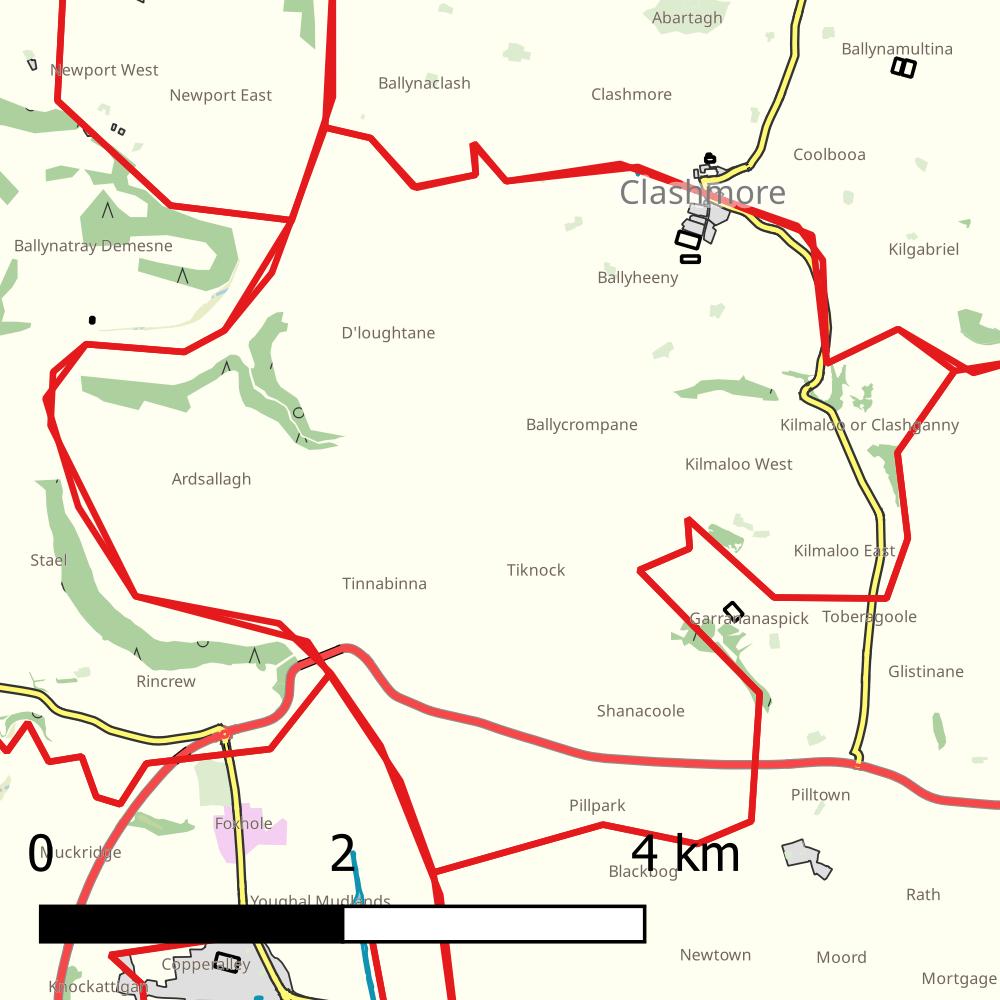 Abartagh
Ballynamultina
Newport West
Ballynaclash
Newport East
Clashmore
Coolbooa
Clashmore
Ballynatray Demesne
Kilgabriel
Ballyheeny
D'loughtane
Ballycrompane
Kilmaloo or Clashganny
Kilmaloo West
Ardsallagh
Kilmaloo East
Stael
Tiknock
Tinnabinna
Garrananaspick
Toberagoole
Glistinane
Rincrew
Shanacoole
Pilltown
Pillpark
Foxhole
Muckridge
0 2 4 km
Blackbog
Rath
Youghal Mudlands
Newtown
Moord
Copperalley
Mortgage
Knockattigan